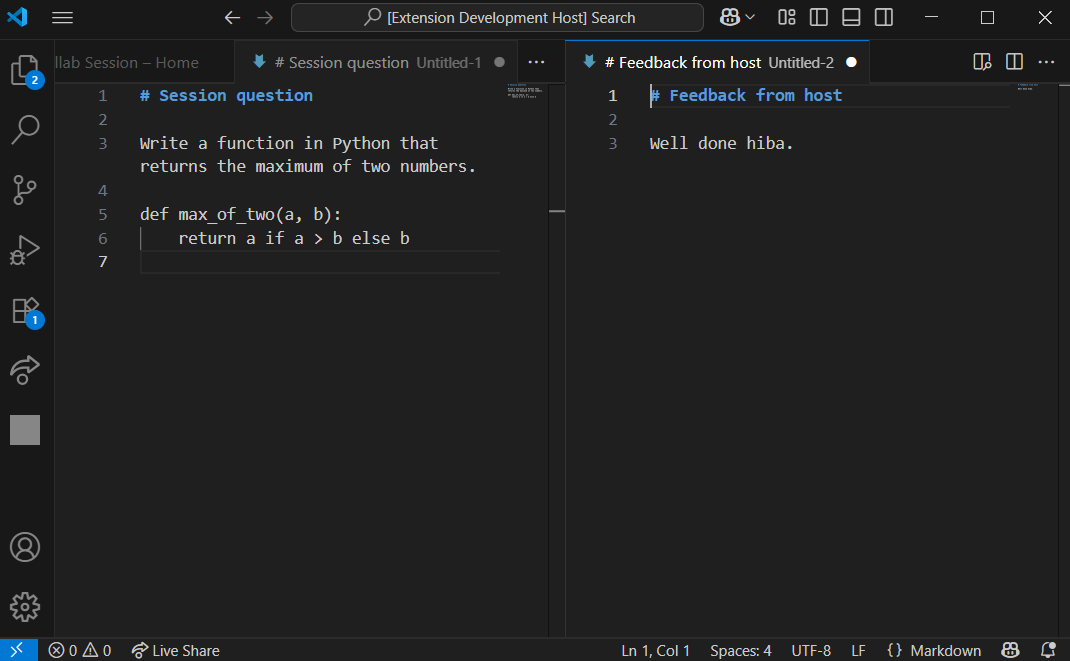 [Extension Development Host] Search
llab Session – Home
# Session question Untitled-1
# Feedback from host Untitled-2
2
1
1 # Session question
2
3 Write a function in Python that
returns the maximum of two numbers.
4
5 def max_of_two(a, b):
6 return a if a > b else b
7
1 # Feedback from host
2
3 Well done hiba.
0 0 Live Share
Ln 1, Col 1 Spaces: 4 UTF-8 LF {} Markdown